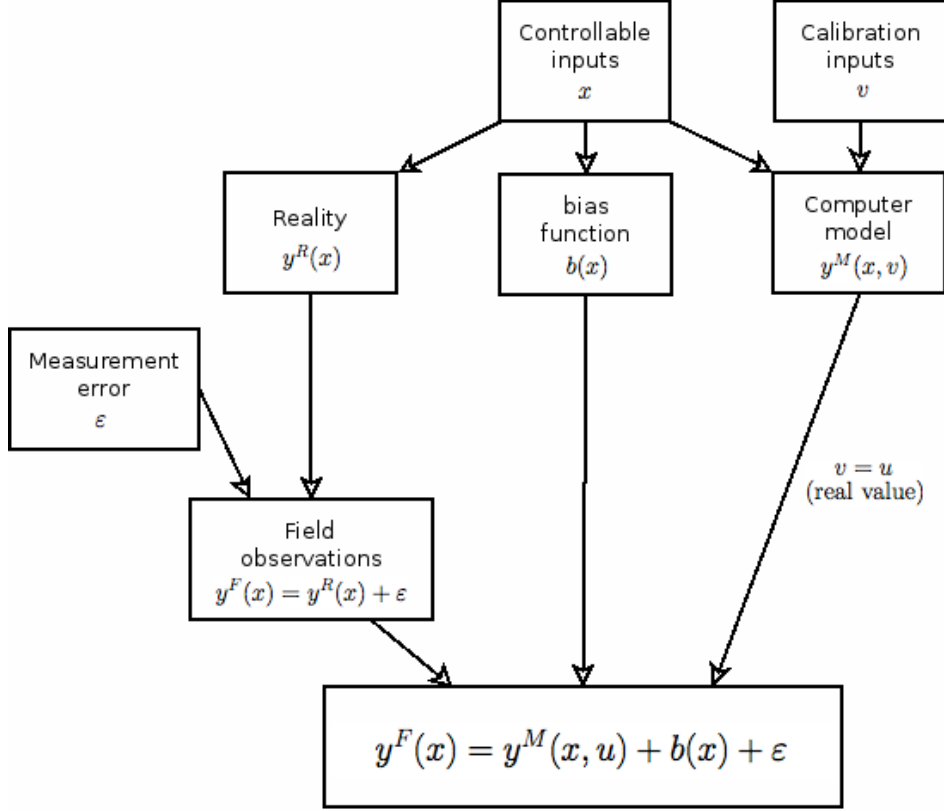 Controllable
inputs
x
Calibration
inputs
v
Reality
y^R(x)
bias
function
b(x)
Computer
model
y^M(x, v)
Measurement
error
ε
v = u
(real value)
Field
observations
y^F(x) = y^R(x) + ε
y^F(x) = y^M(x, u) + b(x) + ε